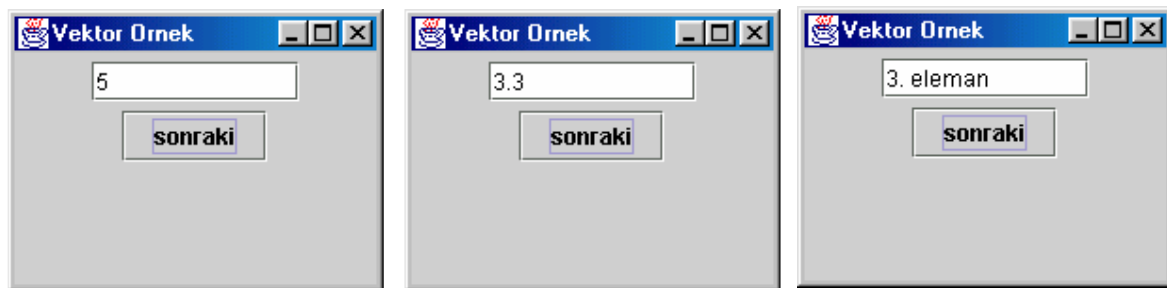 Vektor Ornek
5
sonraki
Vektor Ornek
3.3
sonraki
Vektor Ornek
3. eleman
sonraki